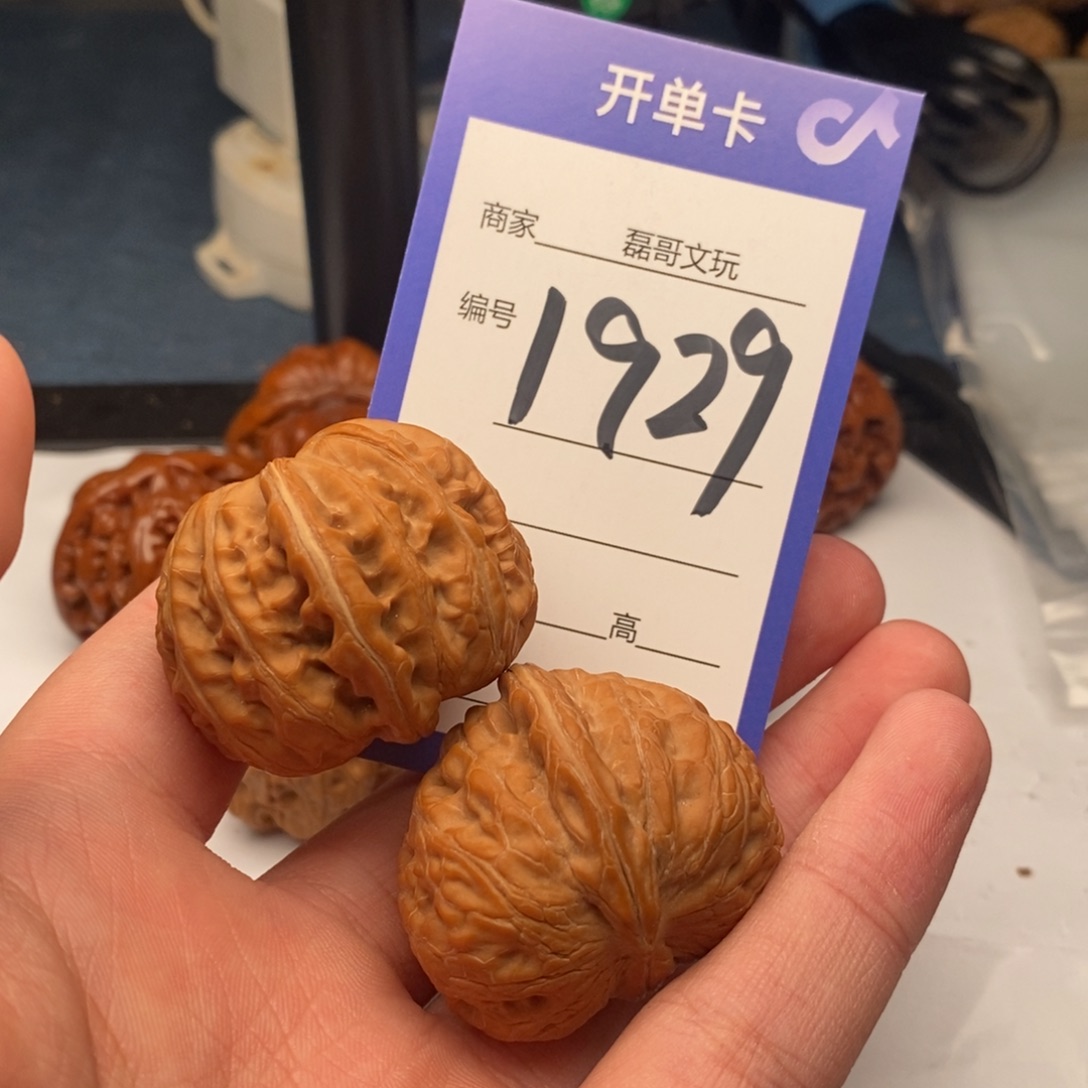 开单卡
商家 磊哥文玩
编号 1929
高